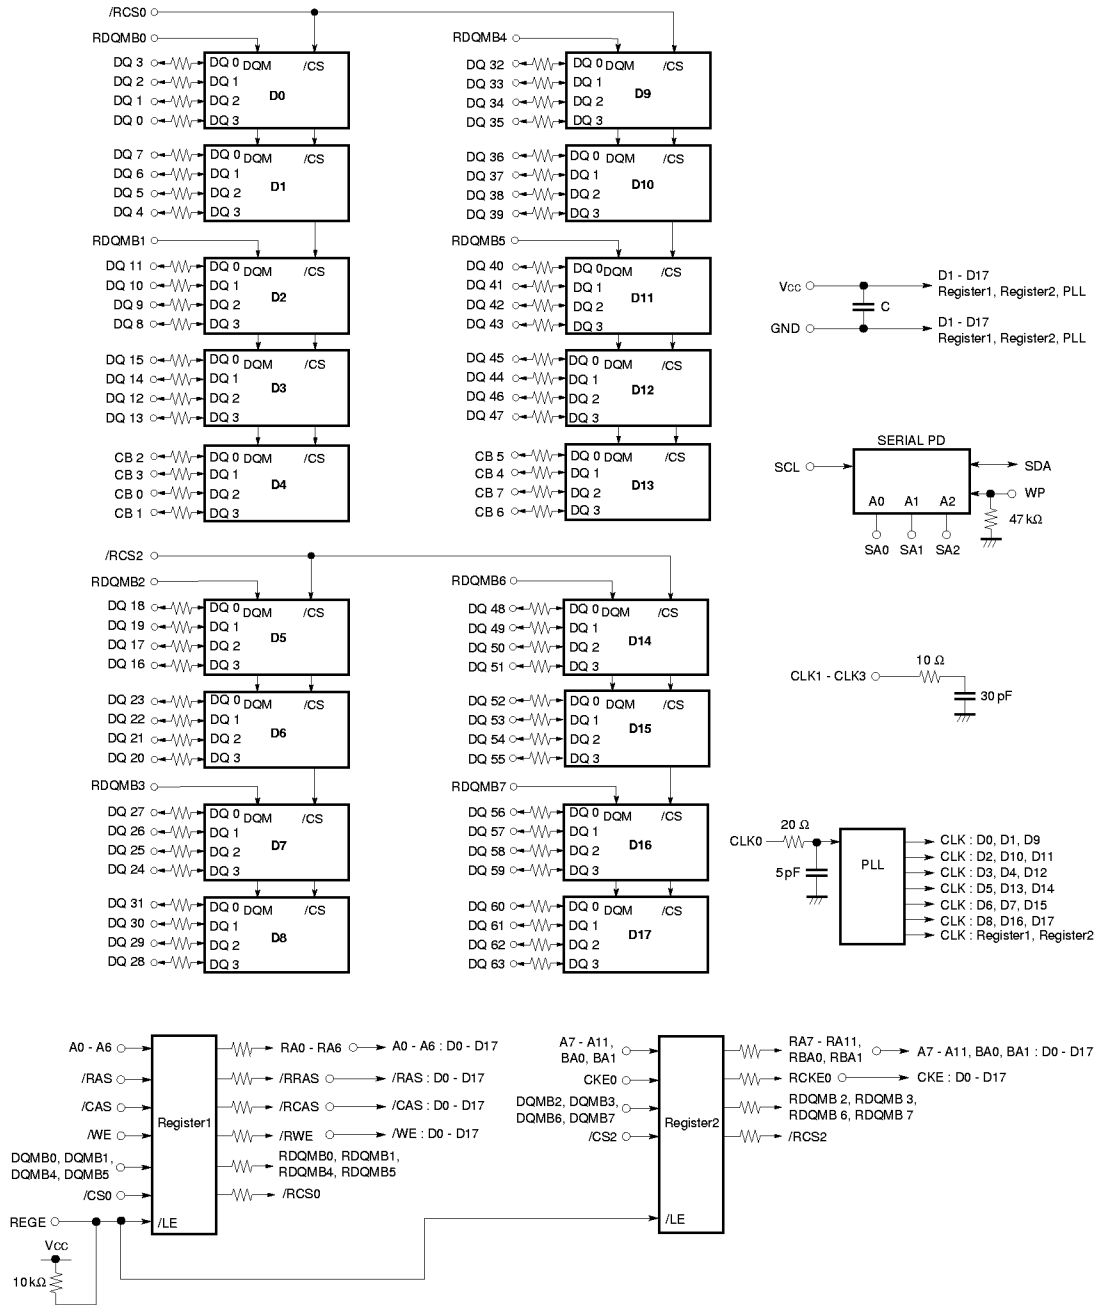 /RCS0
RDQMB0
DQ 3 DQ 0 DQM /CS
DQ 2 DQ 1
DQ 1 DQ 2 D0
DQ 0 DQ 3
DQ 7 DQ 0 DQM /CS
DQ 6 DQ 1
DQ 5 DQ 2 D1
DQ 4 DQ 3
RDQMB1
DQ 11 DQ 0 DQM /CS
DQ 10 DQ 1
DQ 9 DQ 2 D2
DQ 8 DQ 3
DQ 15 DQ 0 DQM /CS
DQ 14 DQ 1
DQ 12 DQ 2 D3
DQ 13 DQ 3
CB 2 DQ 0 DQM /CS
CB 3 DQ 1
CB 0 DQ 2 D4
CB 1 DQ 3
RDQMB4
DQ 32 DQ 0 DQM /CS
DQ 33 DQ 1
DQ 34 DQ 2 D9
DQ 35 DQ 3
DQ 36 DQ 0 DQM /CS
DQ 37 DQ 1
DQ 38 DQ 2 D10
DQ 39 DQ 3
RDQMB5
DQ 40 DQ 0 DQM /CS
DQ 41 DQ 1
DQ 42 DQ 2 D11
DQ 43 DQ 3
DQ 45 DQ 0 DQM /CS
DQ 44 DQ 1
DQ 46 DQ 2 D12
DQ 47 DQ 3
CB 5 DQ 0 DQM /CS
CB 4 DQ 1
CB 7 DQ 2 D13
CB 6 DQ 3
/RCS2
RDQMB2
DQ 18 DQ 0 DQM /CS
DQ 19 DQ 1
DQ 17 DQ 2 D5
DQ 16 DQ 3
DQ 23 DQ 0 DQM /CS
DQ 22 DQ 1
DQ 21 DQ 2 D6
DQ 20 DQ 3
RDQMB3
DQ 27 DQ 0 DQM /CS
DQ 26 DQ 1
DQ 25 DQ 2 D7
DQ 24 DQ 3
DQ 31 DQ 0 DQM /CS
DQ 30 DQ 1
DQ 29 DQ 2 D8
DQ 28 DQ 3
RDQMB6
DQ 48 DQ 0 DQM /CS
DQ 49 DQ 1
DQ 50 DQ 2 D14
DQ 51 DQ 3
DQ 52 DQ 0 DQM /CS
DQ 53 DQ 1
DQ 54 DQ 2 D15
DQ 55 DQ 3
RDQMB7
DQ 56 DQ 0 DQM /CS
DQ 57 DQ 1
DQ 58 DQ 2 D16
DQ 59 DQ 3
DQ 60 DQ 0 DQM /CS
DQ 61 DQ 1
DQ 62 DQ 2 D17
DQ 63 DQ 3
Vcc D1 - D17
Register1, Register2, PLL
C
GND D1 - D17
Register1, Register2, PLL
SERIAL PD
SCL SDA
WP
A0 A1 A2
47 kΩ
SA0 SA1 SA2
10 Ω
CLK1 - CLK3
30 pF
20 Ω
CLK0
5 pF
PLL
CLK : D0, D1, D9
CLK : D2, D10, D11
CLK : D3, D4, D12
CLK : D5, D13, D14
CLK : D6, D7, D15
CLK : D8, D16, D17
CLK : Register1, Register2
A0 - A6 RA0 - RA6 A0 - A6 : D0 - D17
/RAS /RRAS /RAS : D0 - D17
/CAS /RCAS /CAS : D0 - D17
Register1
/WE /RWE /WE : D0 - D17
DQMB0, DQMB1, RDQMB0, RDQMB1,
DQMB4, DQMB5 RDQMB4, RDQMB5
/CS0 /RCS0
REGE /LE
Vcc
10 kΩ
A7 - A11, RA7 - RA11,
BA0, BA1 RBA0, RBA1 A7 - A11, BA0, BA1 : D0 - D17
CKE0 RCKE0 CKE : D0 - D17
DQMB2, DQMB3, RDQMB 2, RDQMB 3,
DQMB6, DQMB7 RDQMB 6, RDQMB 7
Register2
/CS2 /RCS2
/LE